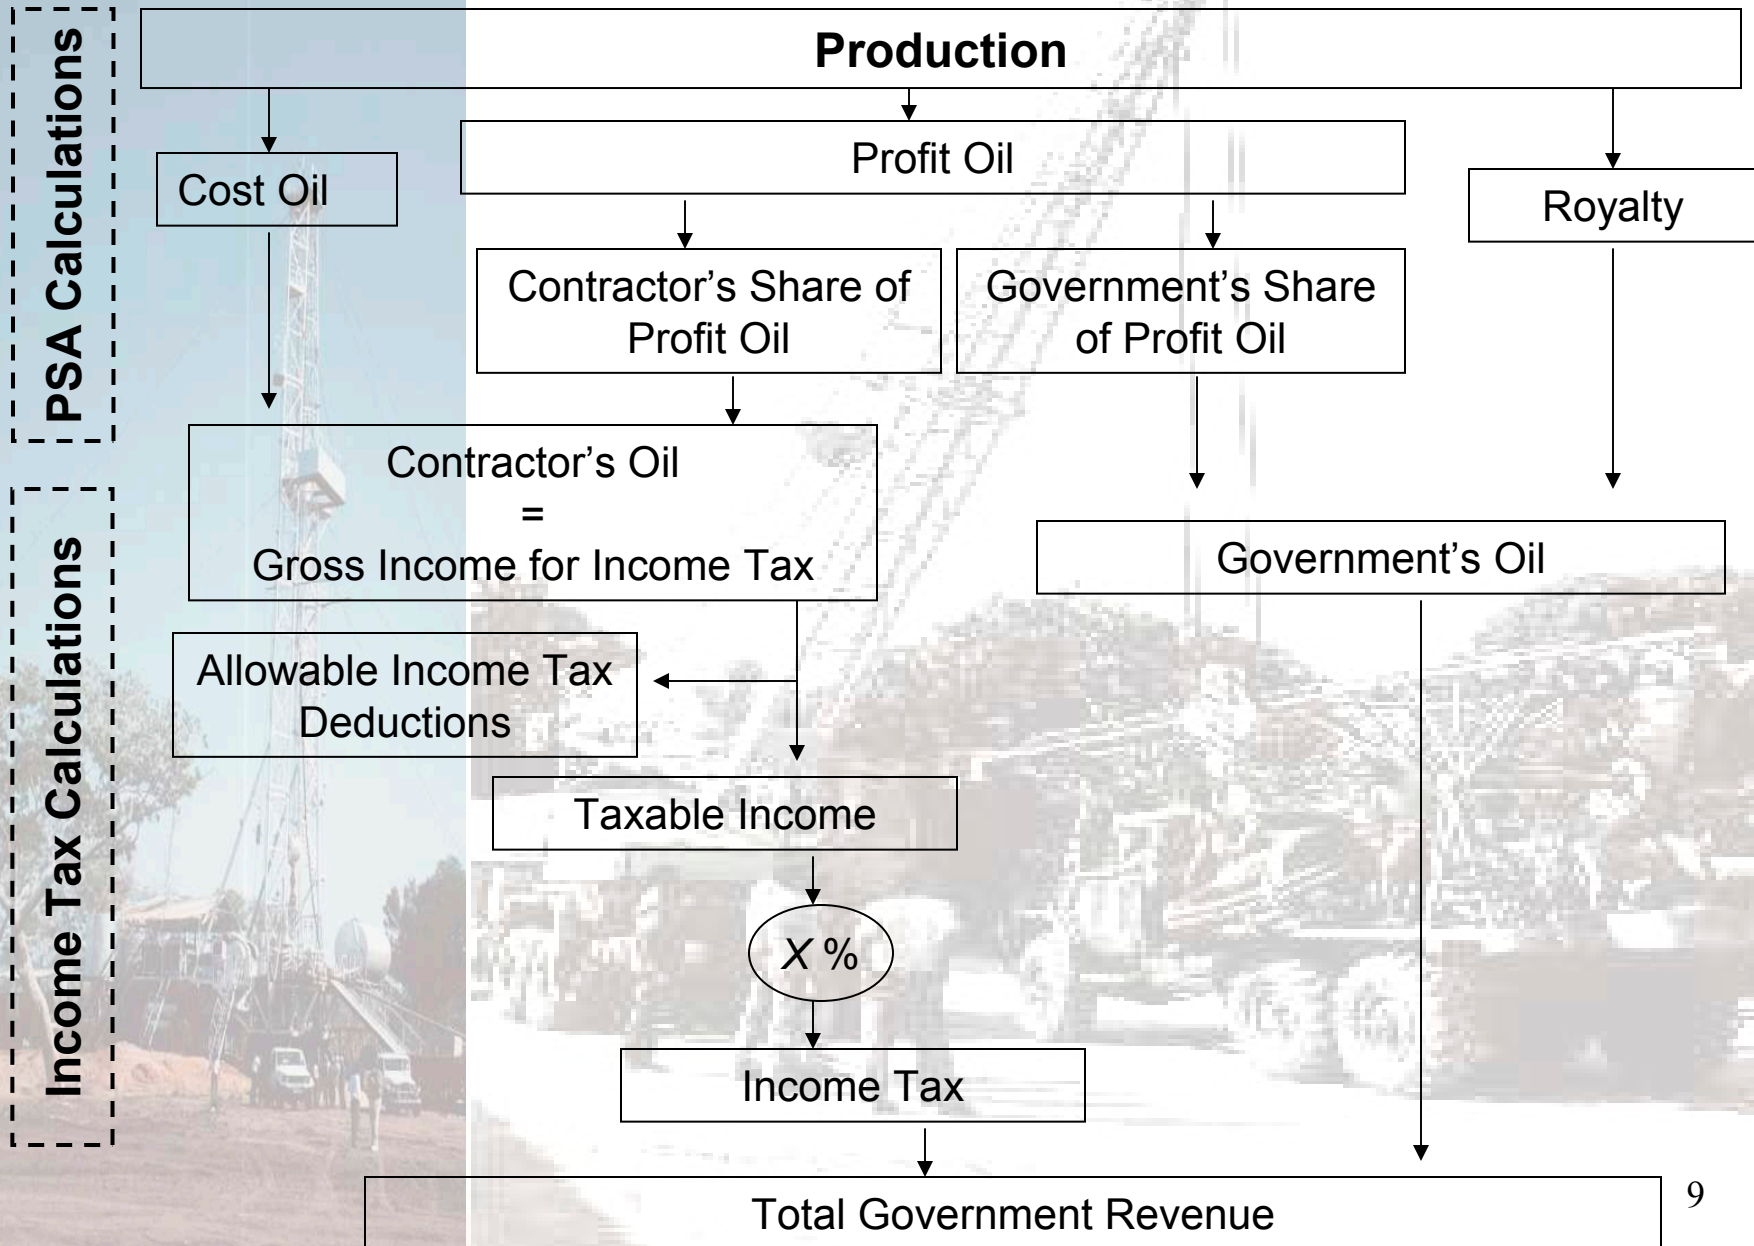 PSA Calculations
Production
Cost Oil
Profit Oil
Royalty
Contractor’s Share of
Profit Oil
Government’s Share
of Profit Oil
Contractor’s Oil
=
Gross Income for Income Tax
Government’s Oil
Income Tax Calculations
Allowable Income Tax
Deductions
Taxable Income
X %
Income Tax
Total Government Revenue
9